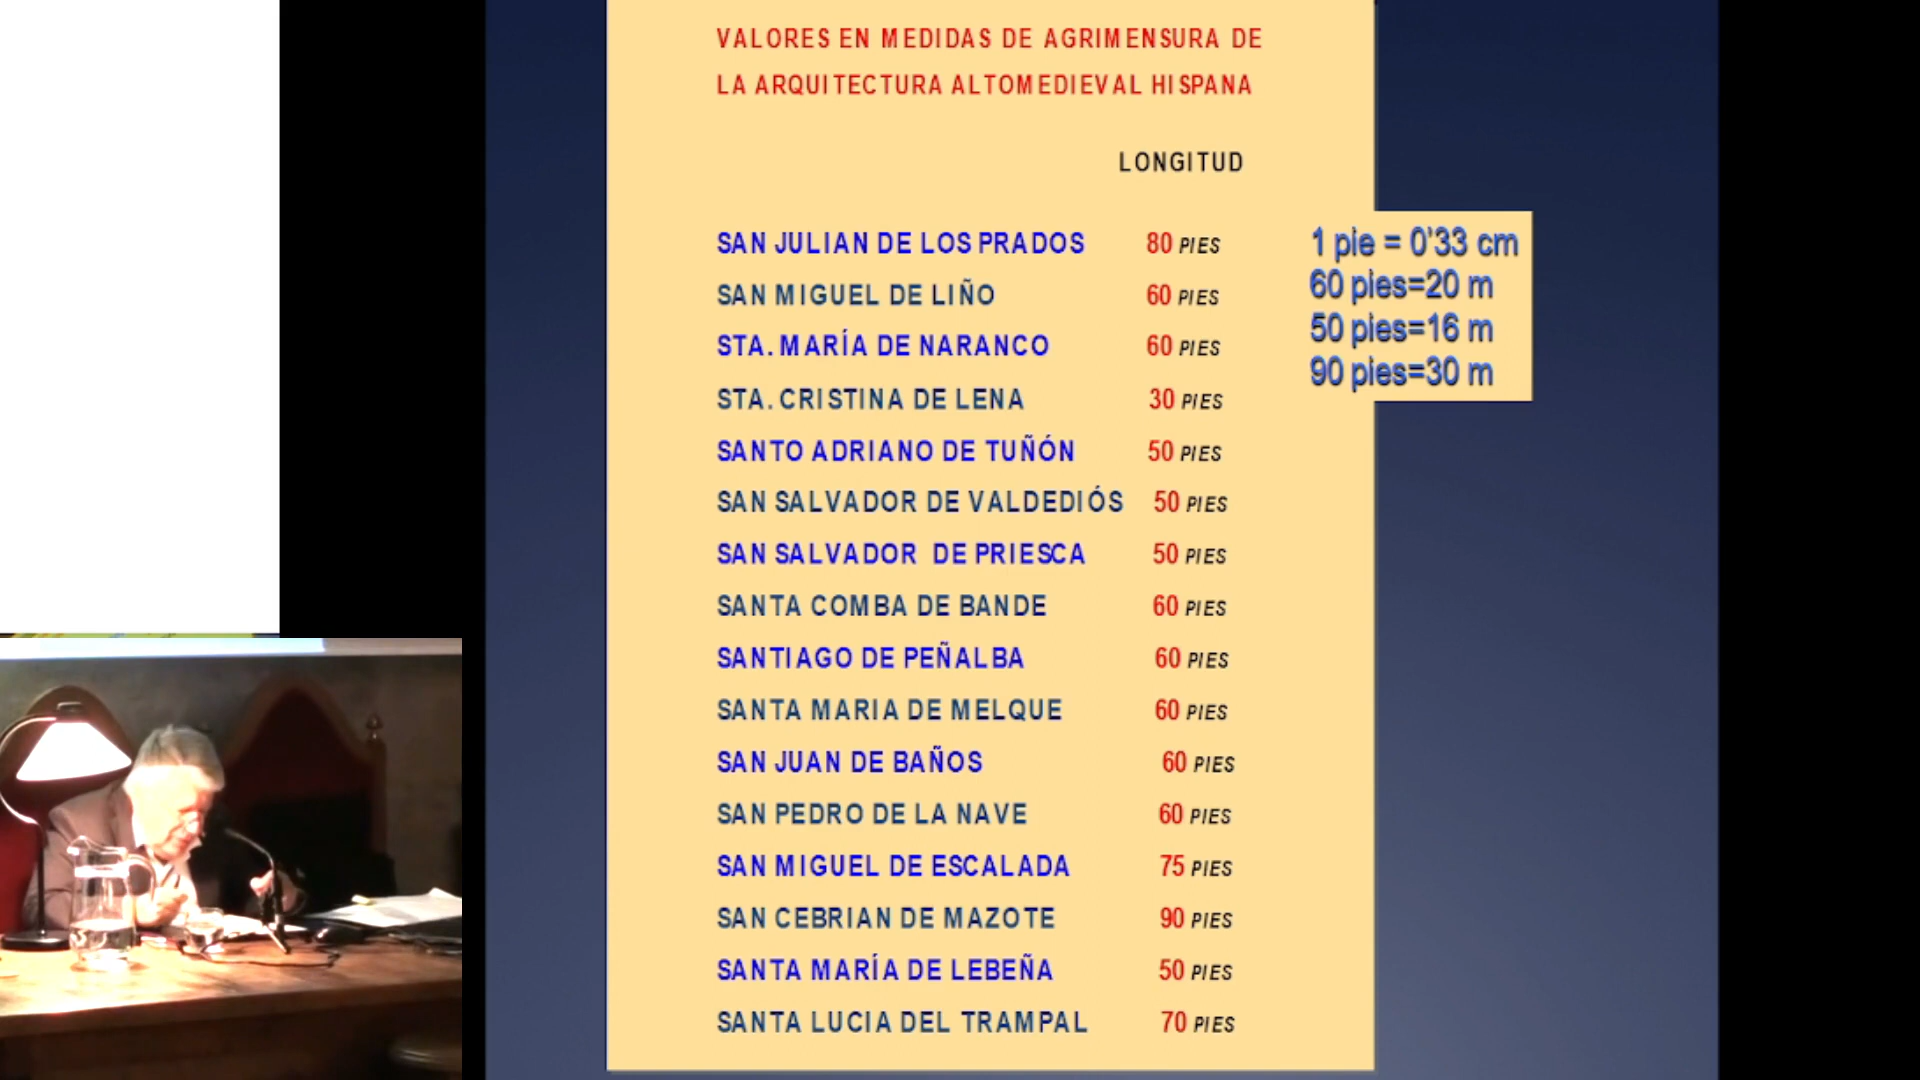 VALORES EN MEDIDAS DE AGRIMENSURA DE
LA ARQUITECTURA ALTOMEDIEVAL HISPANA
LONGITUD
SAN JULIAN DE LOS PRADOS 80 PIES
SAN MIGUEL DE LIÑO 60 PIES
STA. MARÍA DE NARANCO 60 PIES
STA. CRISTINA DE LENA 30 PIES
SANTO ADRIANO DE TUÑÓN 50 PIES
SAN SALVADOR DE VALDEDIÓS 50 PIES
SAN SALVADOR DE PRIESCA 50 PIES
SANTA COMBA DE BANDE 60 PIES
SANTIAGO DE PEÑALBA 60 PIES
SANTA MARIA DE MELQUE 60 PIES
SAN JUAN DE BAÑOS 60 PIES
SAN PEDRO DE LA NAVE 60 PIES
SAN MIGUEL DE ESCALADA 75 PIES
SAN CEBRIAN DE MAZOTE 90 PIES
SANTA MARÍA DE LEBEÑA 50 PIES
SANTA LUCIA DEL TRAMPAL 70 PIES
1 pie = 0'33 cm
60 pies=20 m
50 pies=16 m
90 pies=30 m